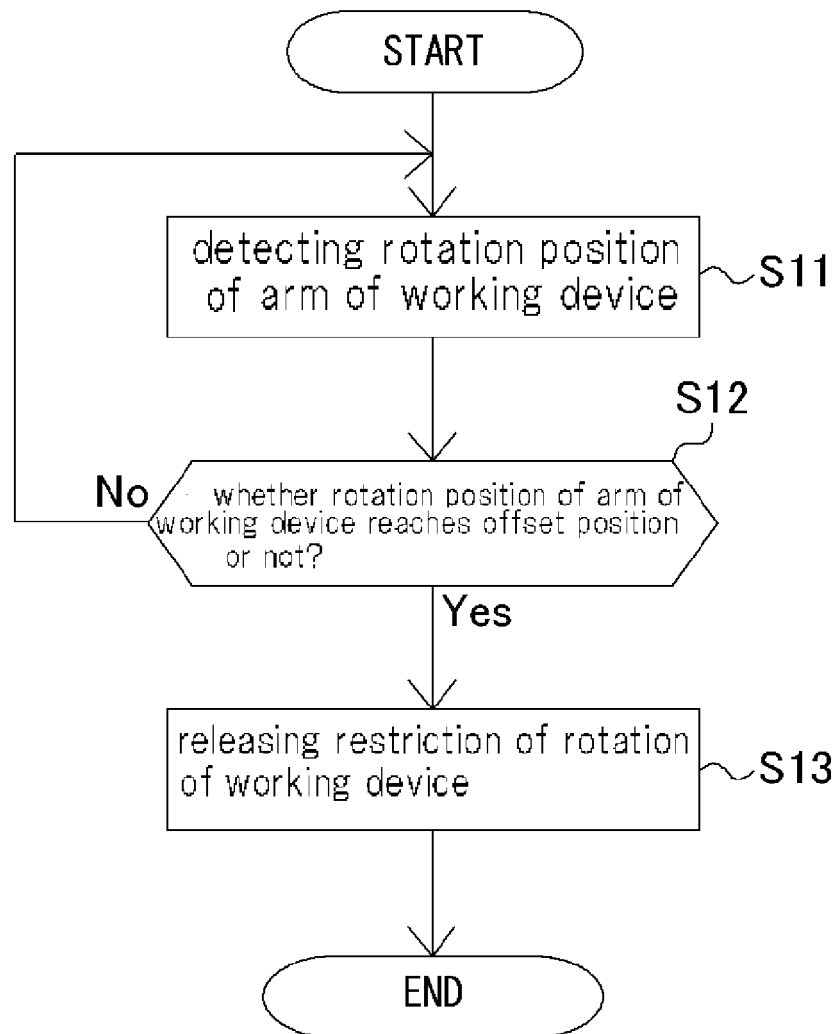 START
detecting rotation position
of arm of working device
S11
S12
No
whether rotation position of arm of
working device reaches offset position
or not?
Yes
releasing restriction of rotation
of working device
S13
END